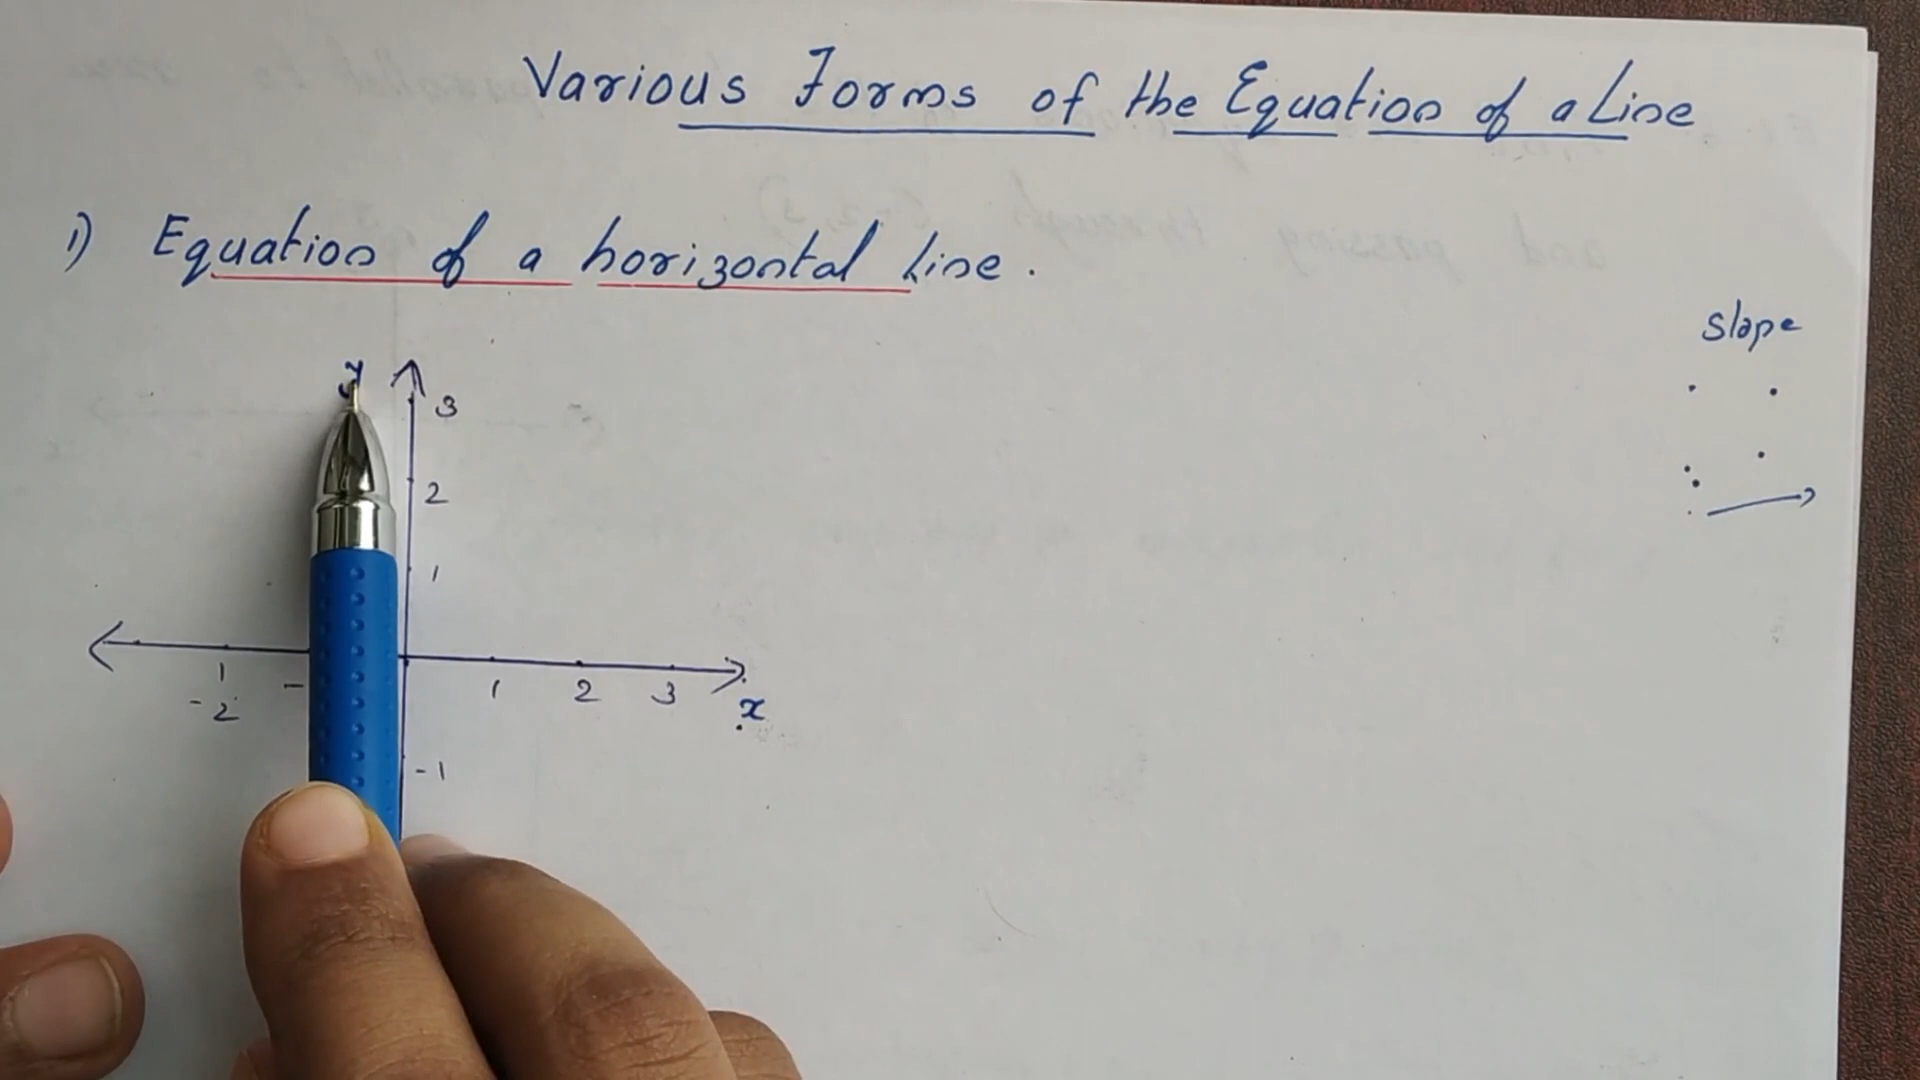 Various Forms of the Equation of a Line
1) Equation of a horizontal line.
slope
y
3
2
1
-2
1 2 3
x
-1